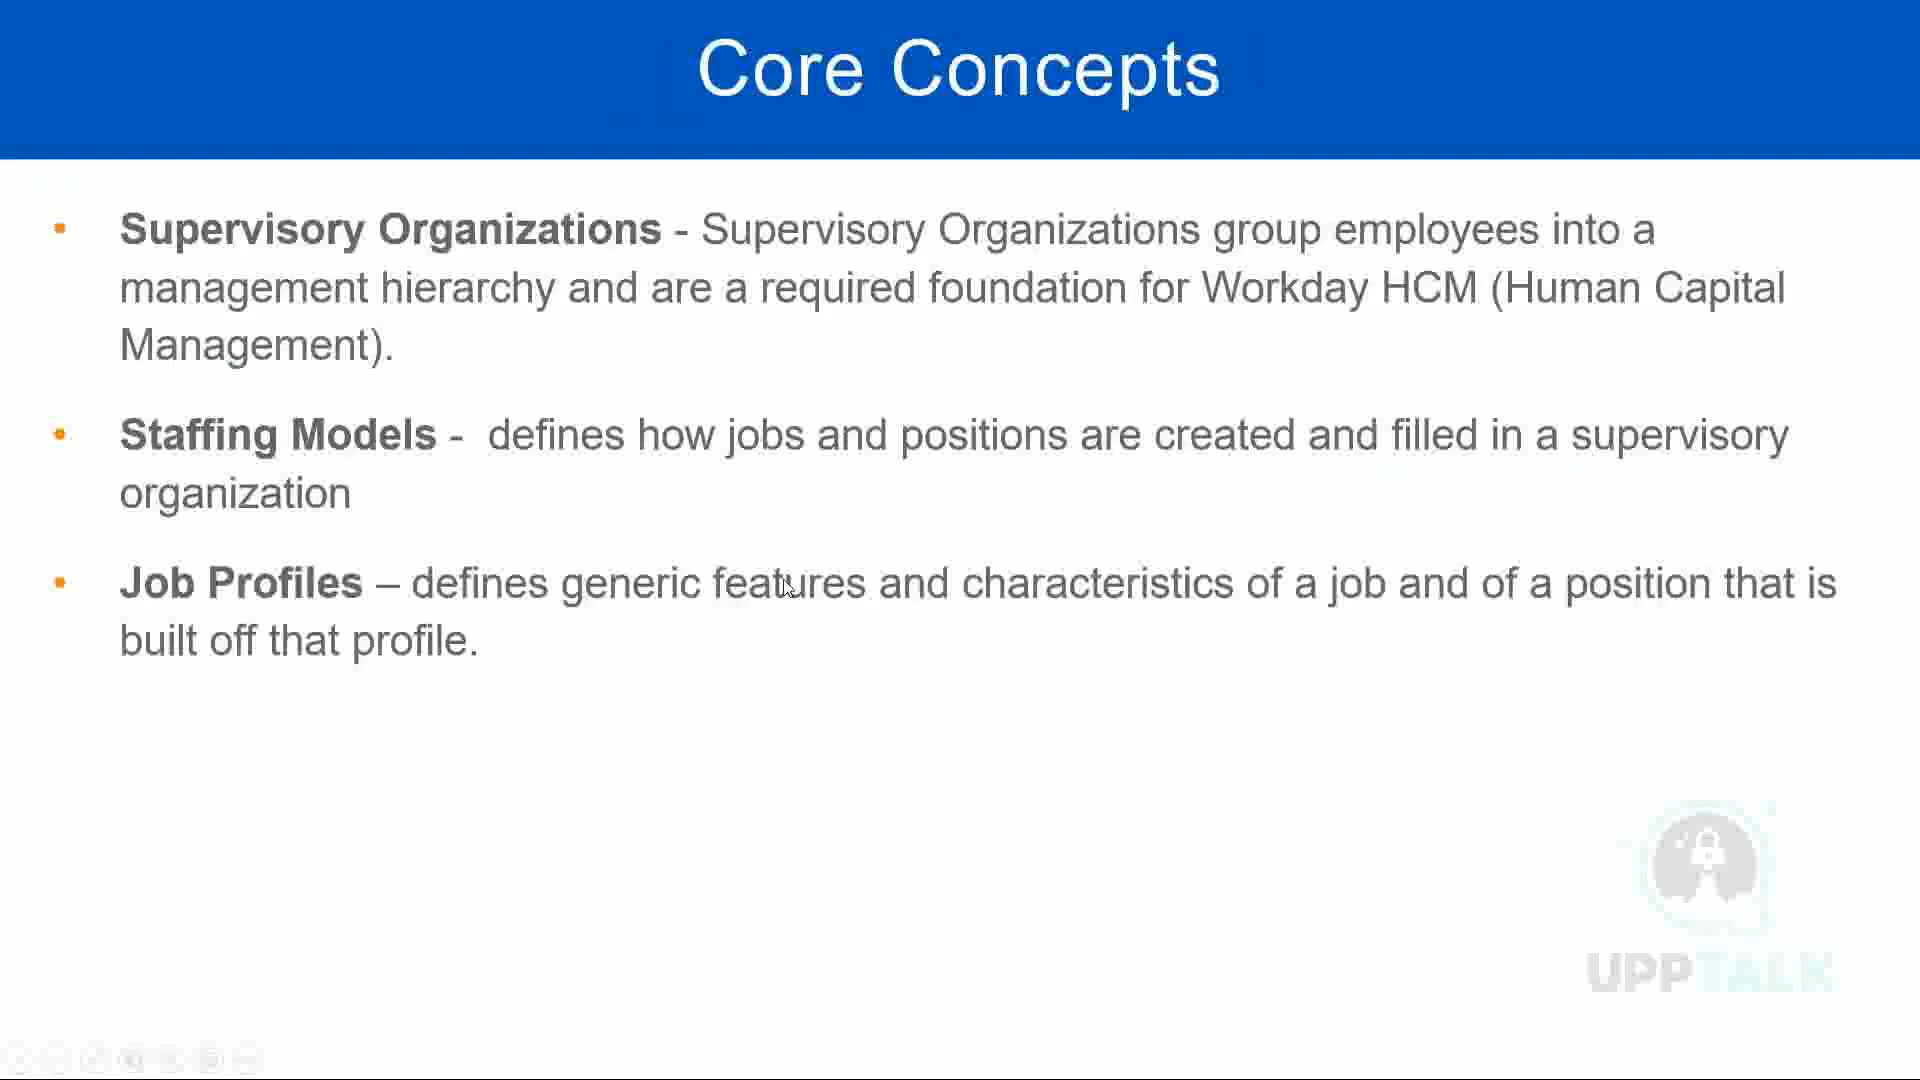 Core Concepts
• Supervisory Organizations - Supervisory Organizations group employees into a
management hierarchy and are a required foundation for Workday HCM (Human Capital
Management).
• Staffing Models - defines how jobs and positions are created and filled in a supervisory
organization
• Job Profiles – defines generic features and characteristics of a job and of a position that is
built off that profile.
UPPTALK